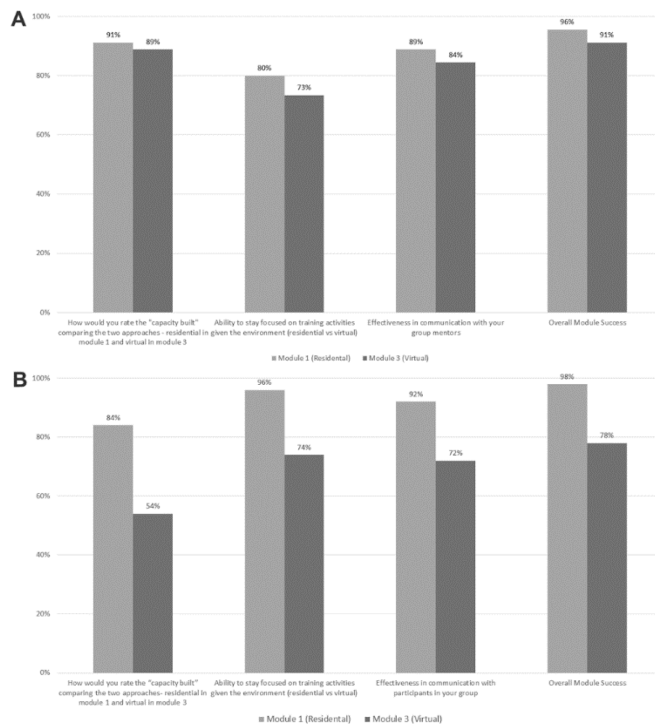 A
100%
91%
89%
80%
73%
89%
84%
96%
91%
80%
60%
40%
20%
0%
How would you rate the "capacity built"
comparing the two approaches - residential in
module 1 and virtual in module 3
Ability to stay focused on training activities
given the environment (residential vs virtual)
Effectiveness in communication with your
group mentors
Overall Module Success
Module 1 (Residental)
Module 3 (Virtual)
B
100%
84%
54%
96%
74%
92%
72%
98%
78%
80%
60%
40%
20%
0%
How would you rate the "capacity built"
comparing the two approaches- residential in
module 1 and virtual in module 3
Ability to stay focused on training activities
given the environment (residential vs virtual)
Effectiveness in communication with
participants in your group
Overall Module Success
Module 1 (Residential)
Module 3 (Virtual)